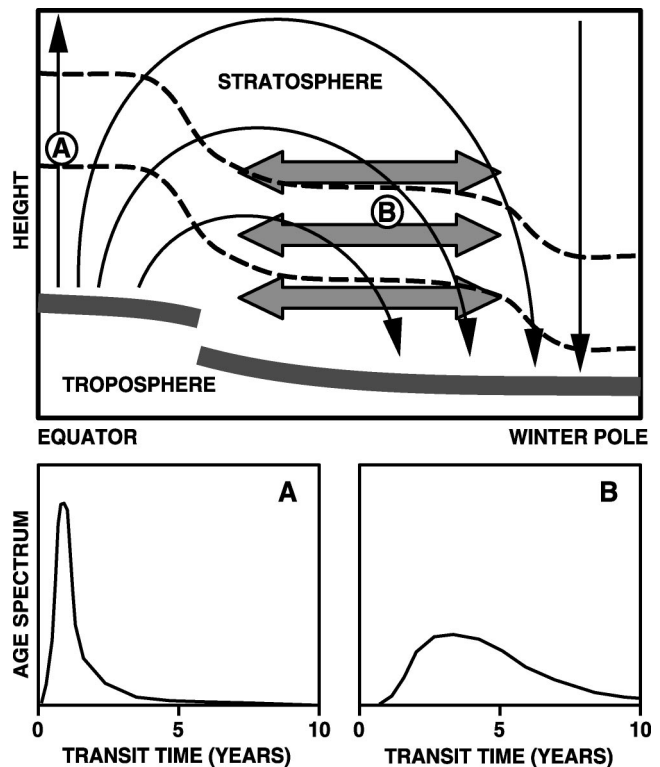 STRATOSPHERE
A
B
HEIGHT
TROPOSPHERE
EQUATOR WINTER POLE
A
B
AGE SPECTRUM
0 5 10
0 5 10
TRANSIT TIME (YEARS)
TRANSIT TIME (YEARS)